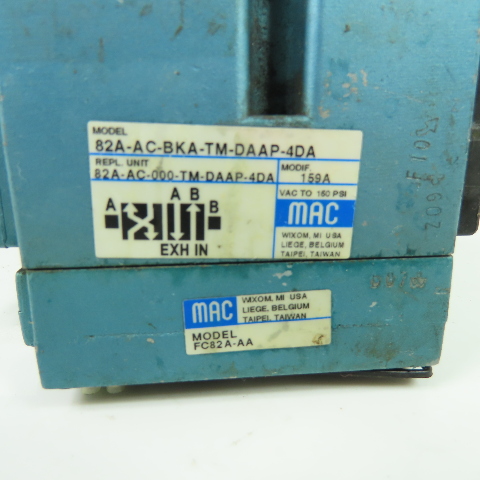 MODEL
82A-AC-BKA-TM-DAAP-4DA
REPL. UNIT MODIF.
82A-AC-000-TM-DAAP-4DA 159A
VAC TO 150 PSI
A B
A B
EXH IN
MAC
WIXOM, MI USA
LIEGE, BELGIUM
TAIPEI, TAIWAN
MAC
WIXOM, MI USA
LIEGE, BELGIUM
TAIPEI, TAIWAN
MODEL
FC82A-AA